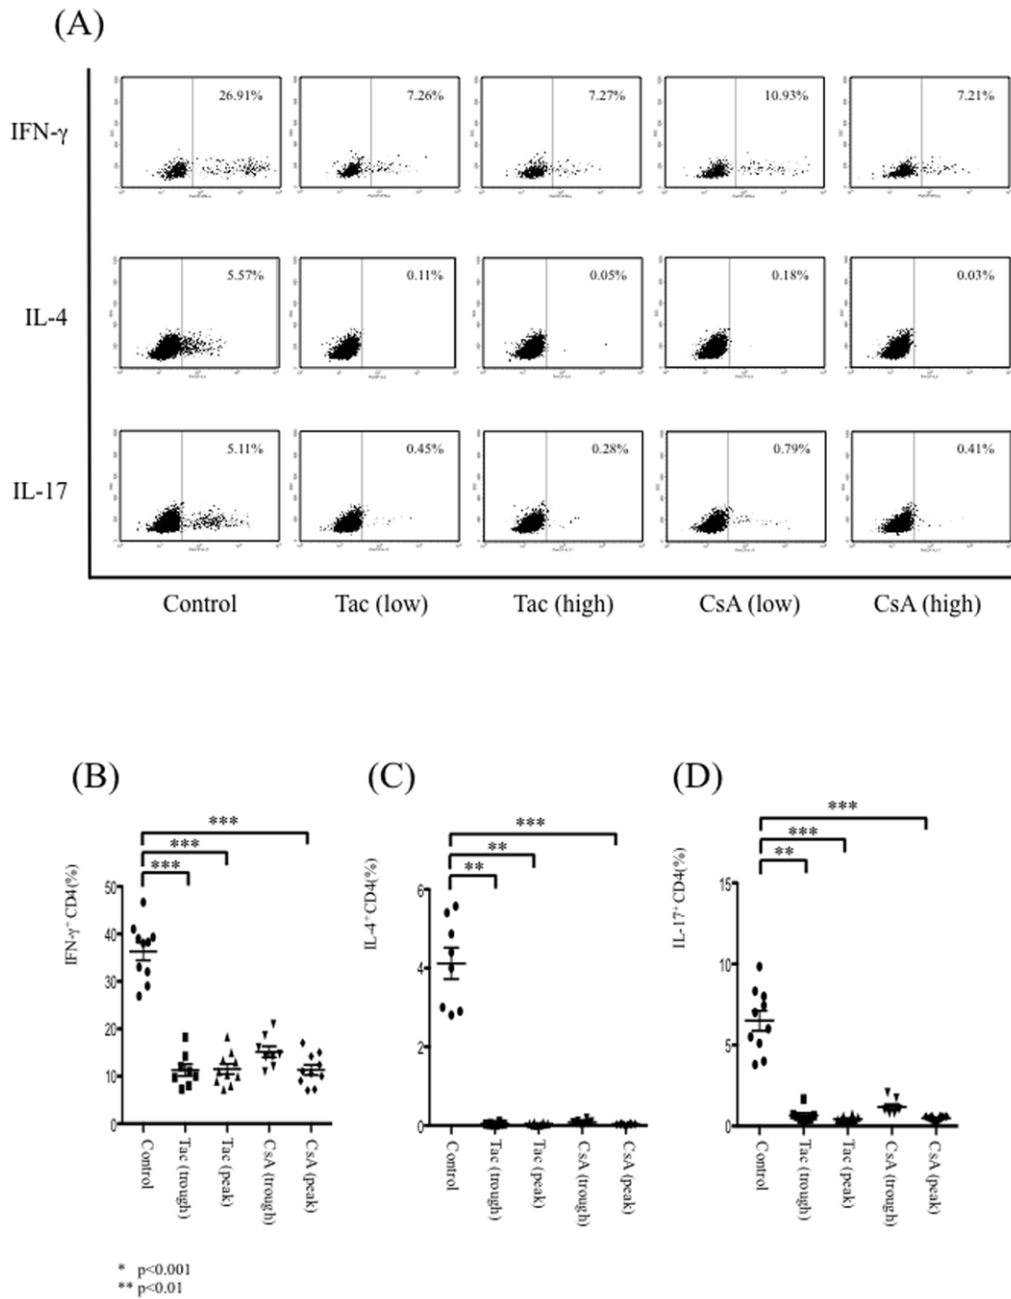 (A)
IFN-γ
26.91%
7.26%
7.27%
10.93%
7.21%
IL-4
5.57%
0.11%
0.05%
0.18%
0.03%
IL-17
5.11%
0.45%
0.28%
0.79%
0.41%
Control
Tac (low)
Tac (high)
CsA (low)
CsA (high)
(B)
IFN-γ⁺ CD4(%)
***
***
***
50
40
30
20
10
0
Control
Tac (trough)
Tac (peak)
CsA (trough)
CsA (peak)
(C)
IL-4⁺ CD4(%)
***
**
**
6
4
2
0
Control
Tac (trough)
Tac (peak)
CsA (trough)
CsA (peak)
(D)
IL-17⁺ CD4(%)
***
***
**
15
10
5
0
Control
Tac (trough)
Tac (peak)
CsA (trough)
CsA (peak)
* p<0.001
** p<0.01